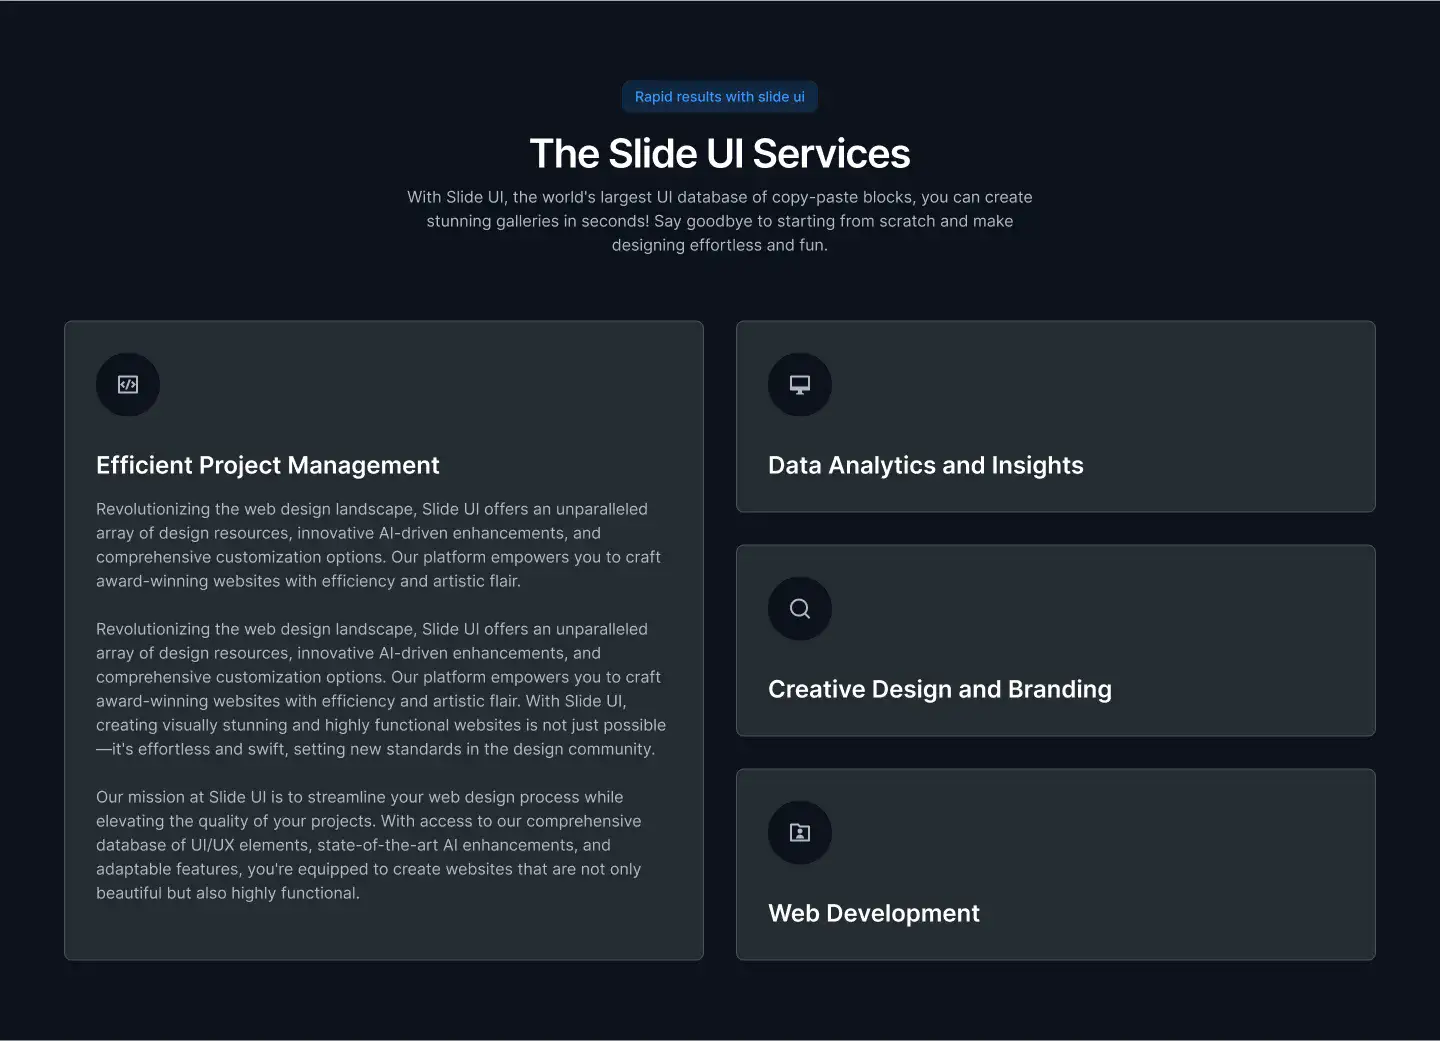 Rapid results with slide ui
The Slide UI Services
With Slide UI, the world's largest UI database of copy-paste blocks, you can create
stunning galleries in seconds! Say goodbye to starting from scratch and make
designing effortless and fun.
Efficient Project Management
Revolutionizing the web design landscape, Slide UI offers an unparalleled
array of design resources, innovative AI-driven enhancements, and
comprehensive customization options. Our platform empowers you to craft
award-winning websites with efficiency and artistic flair.
Revolutionizing the web design landscape, Slide UI offers an unparalleled
array of design resources, innovative AI-driven enhancements, and
comprehensive customization options. Our platform empowers you to craft
award-winning websites with efficiency and artistic flair. With Slide UI,
creating visually stunning and highly functional websites is not just possible
—it's effortless and swift, setting new standards in the design community.
Our mission at Slide UI is to streamline your web design process while
elevating the quality of your projects. With access to our comprehensive
database of UI/UX elements, state-of-the-art AI enhancements, and
adaptable features, you're equipped to create websites that are not only
beautiful but also highly functional.
Data Analytics and Insights
Creative Design and Branding
Web Development